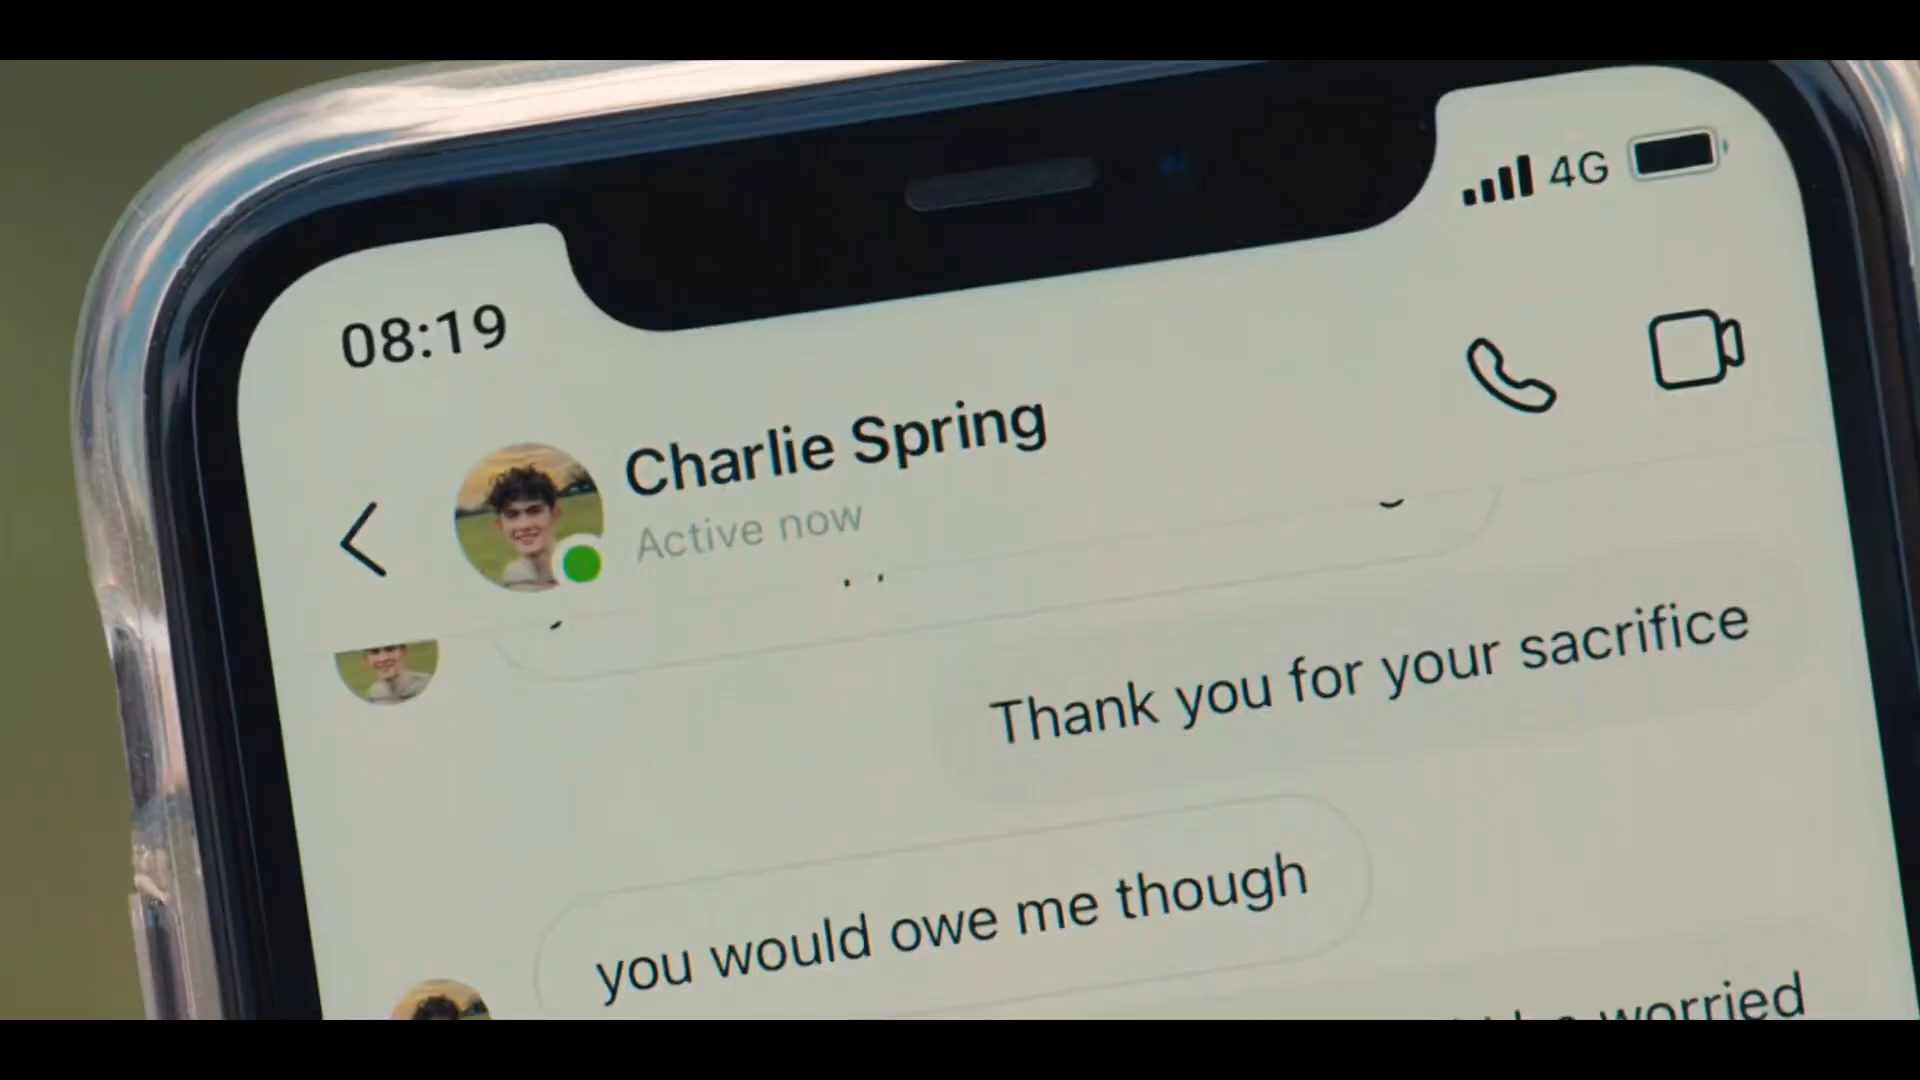 08:19
4G
Charlie Spring
Active now
Thank you for your sacrifice
you would owe me though
worried